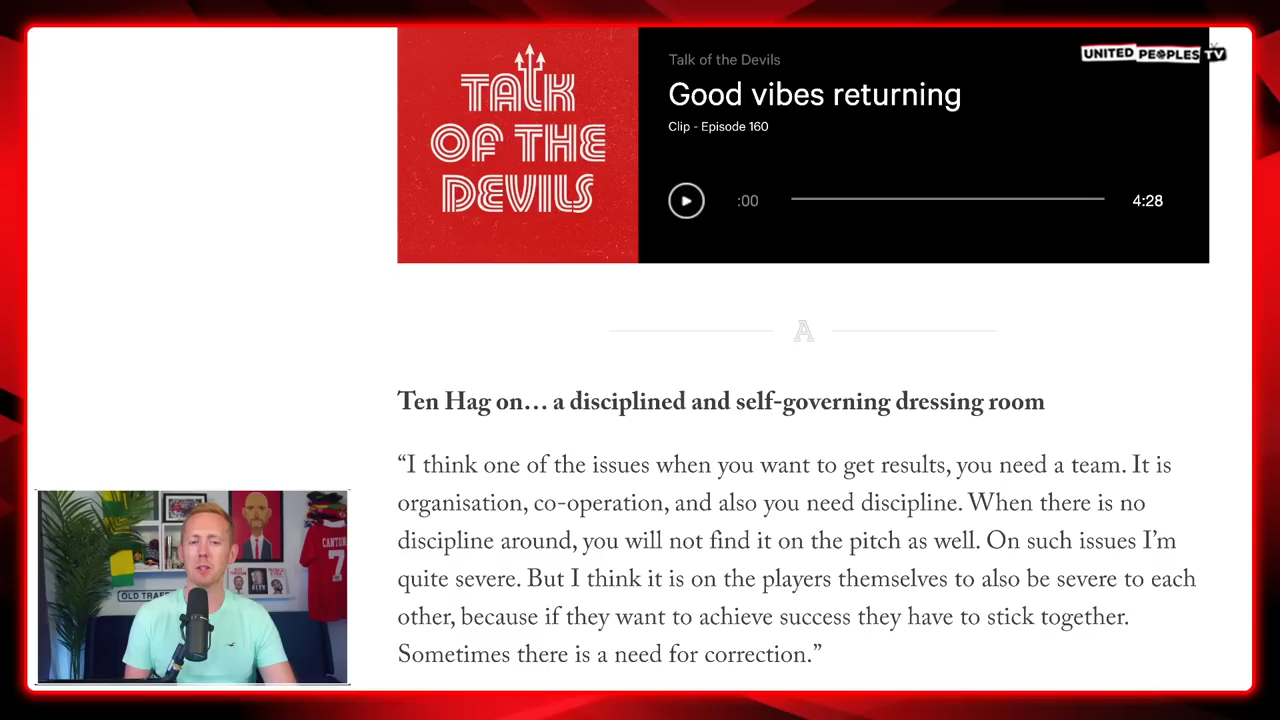 UNITED PEOPLES TV
TALK
OF THE
DEVILS
Talk of the Devils
Good vibes returning
Clip - Episode 160
:00
4:28
A
Ten Hag on… a disciplined and self-governing dressing room
“I think one of the issues when you want to get results, you need a team. It is
organisation, co-operation, and also you need discipline. When there is no
discipline around, you will not find it on the pitch as well. On such issues I’m
quite severe. But I think it is on the players themselves to also be severe to each
other, because if they want to achieve success they have to stick together.
Sometimes there is a need for correction.”
CANTONA
7
OLD TRAFF